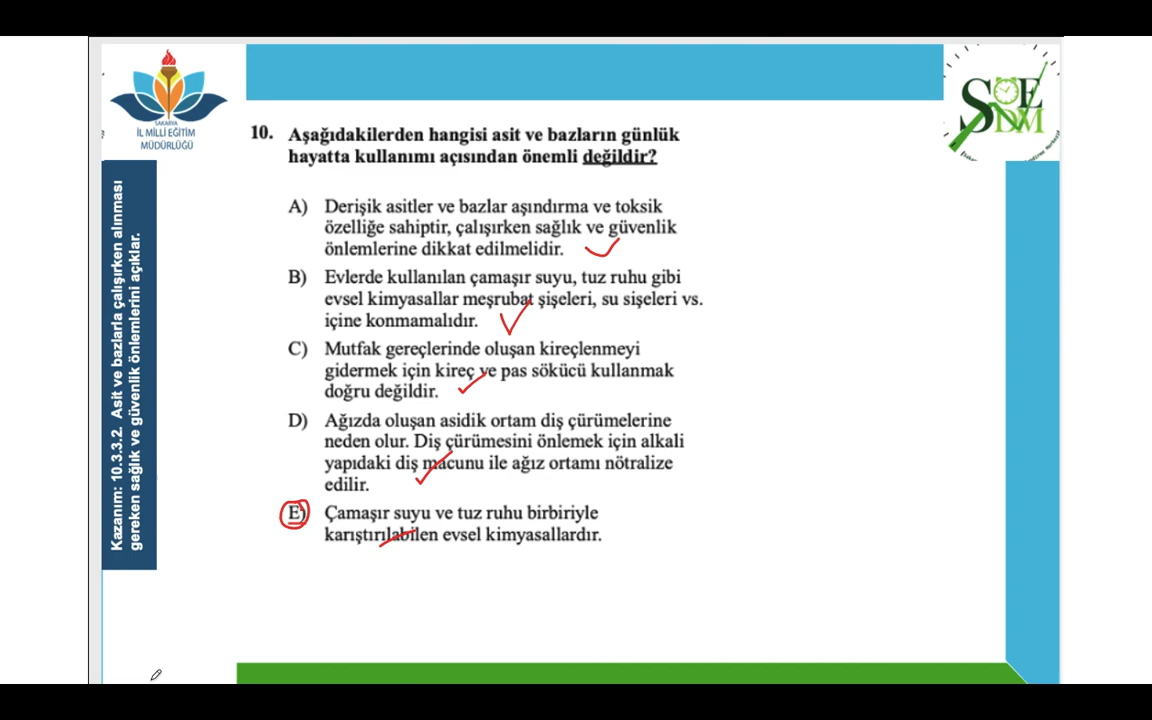 SAKARYA
İL MİLLİ EĞİTİM
MÜDÜRLÜĞÜ
SDE
DM
Kazanım: 10.3.3.2. Asit ve bazlarla çalışırken alınması
gereken sağlık ve güvenlik önlemlerini açıklar.
10. Aşağıdakilerden hangisi asit ve bazların günlük
hayatta kullanımı açısından önemli değildir?
A) Derişik asitler ve bazlar aşındırma ve toksik
özelliğe sahiptir, çalışırken sağlık ve güvenlik
önlemlerine dikkat edilmelidir.
B) Evlerde kullanılan çamaşır suyu, tuz ruhu gibi
evsel kimyasallar meşrubat şişeleri, su sişeleri vs.
içine konmamalıdır.
C) Mutfak gereçlerinde oluşan kireçlenmeyi
gidermek için kireç ve pas sökücü kullanmak
doğru değildir.
D) Ağızda oluşan asidik ortam diş çürümelerine
neden olur. Diş çürümesini önlemek için alkali
yapıdaki diş macunu ile ağız ortamı nötralize
edilir.
E) Çamaşır suyu ve tuz ruhu birbiriyle
karıştırılabilen evsel kimyasallardır.